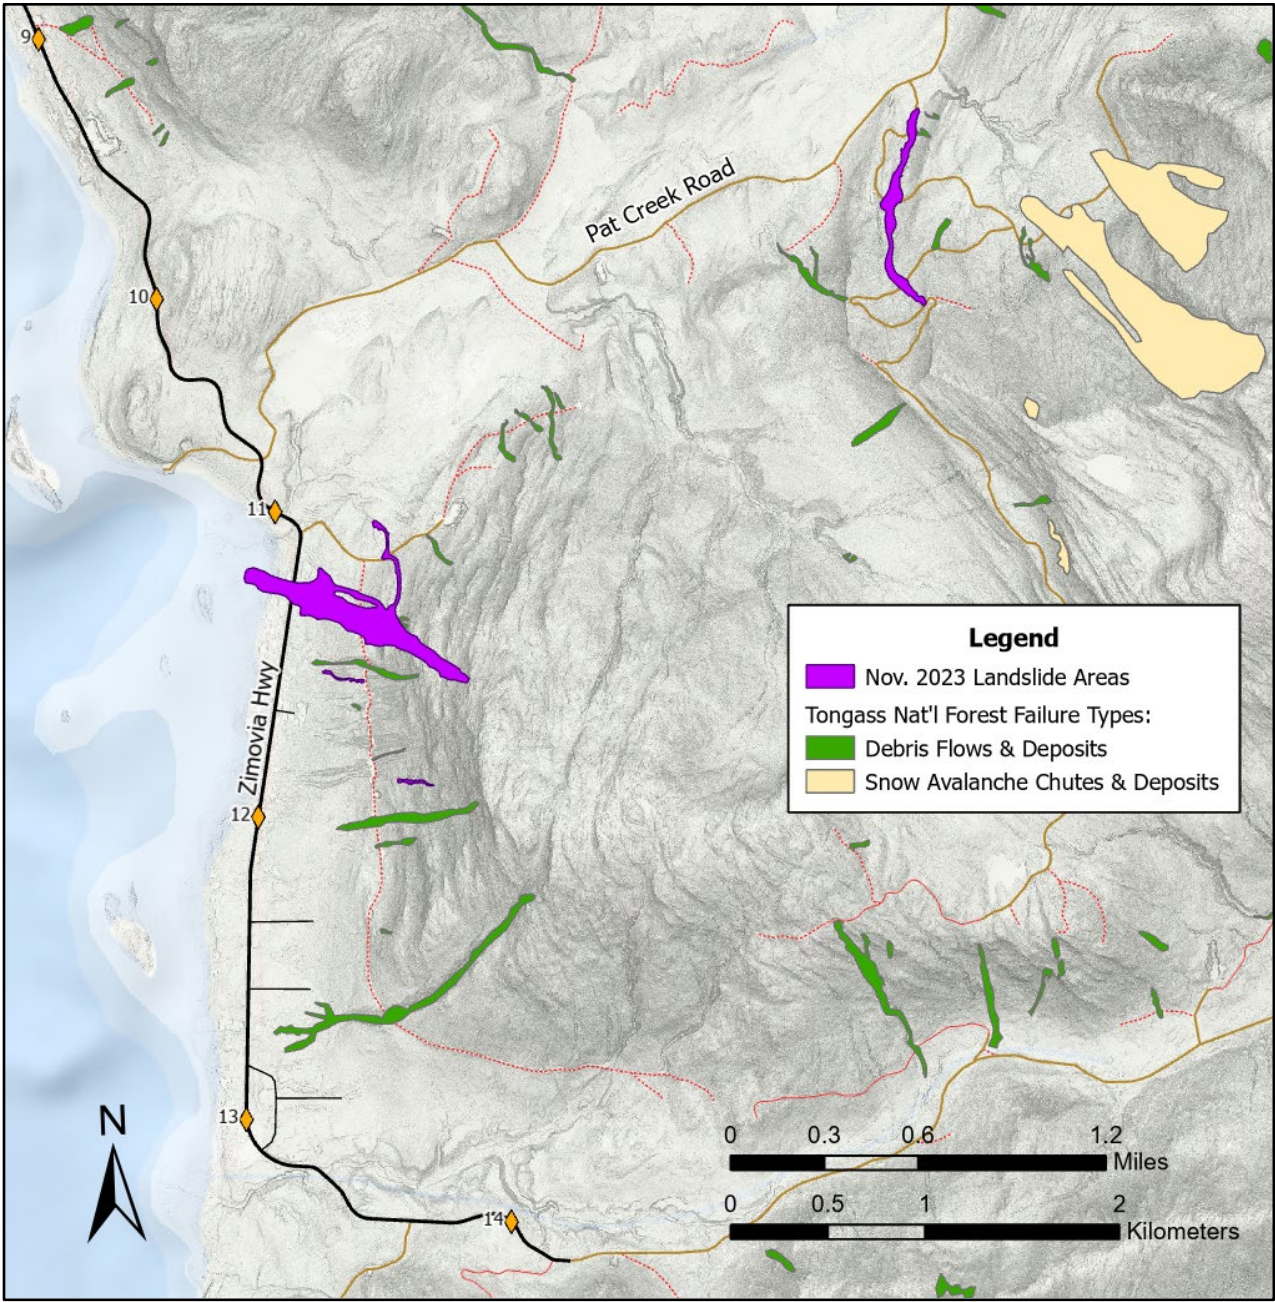 9
Pat Creek Road
10
11
Legend
Nov. 2023 Landslide Areas
Tongass Nat'l Forest Failure Types:
Debris Flows & Deposits
Snow Avalanche Chutes & Deposits
Zimovia Hwy
12
13
N
0 0.3 0.6 1.2
Miles
0 0.5 1 2
Kilometers
14